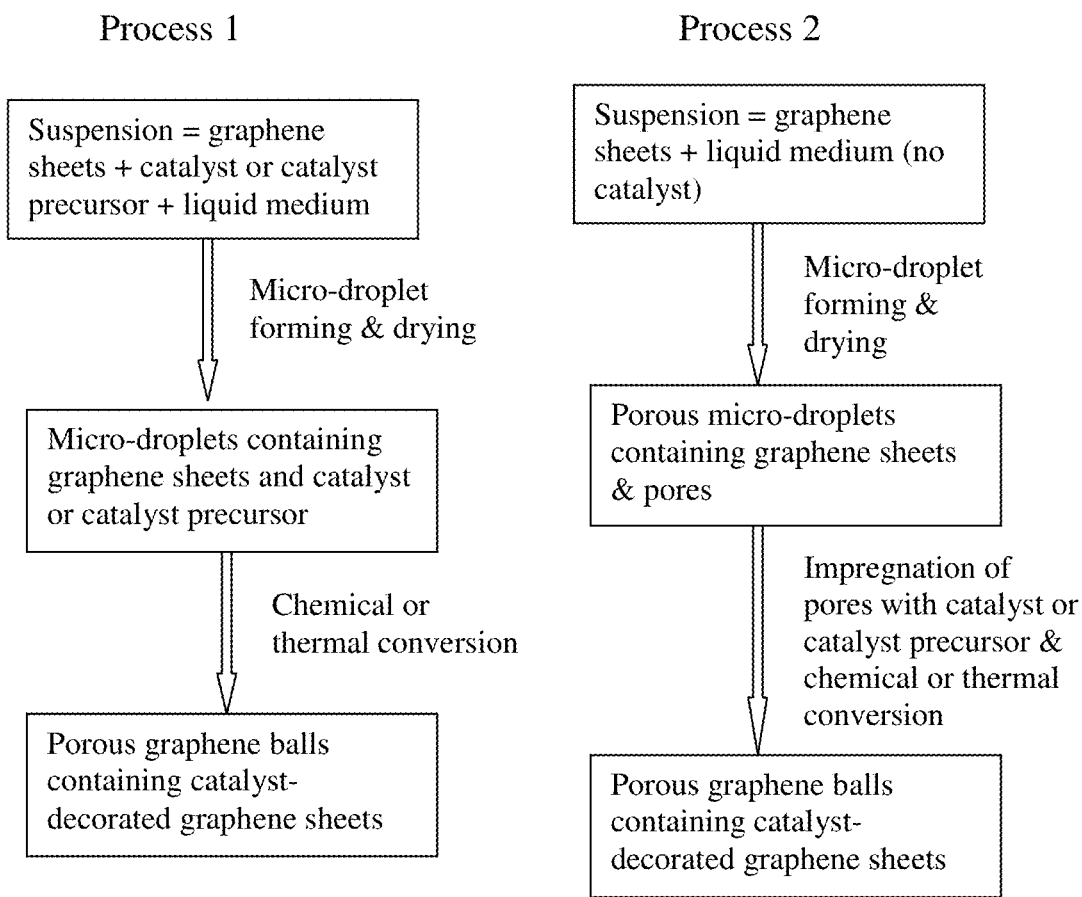 Process 1
Suspension = graphene
sheets + catalyst or catalyst
precursor + liquid medium
Micro-droplet
forming & drying
Micro-droplets containing
graphene sheets and catalyst
or catalyst precursor
Chemical or
thermal conversion
Porous graphene balls
containing catalyst-
decorated graphene sheets
Process 2
Suspension = graphene
sheets + liquid medium (no
catalyst)
Micro-droplet
forming &
drying
Porous micro-droplets
containing graphene sheets
& pores
Impregnation of
pores with catalyst or
catalyst precursor &
chemical or thermal
conversion
Porous graphene balls
containing catalyst-
decorated graphene sheets